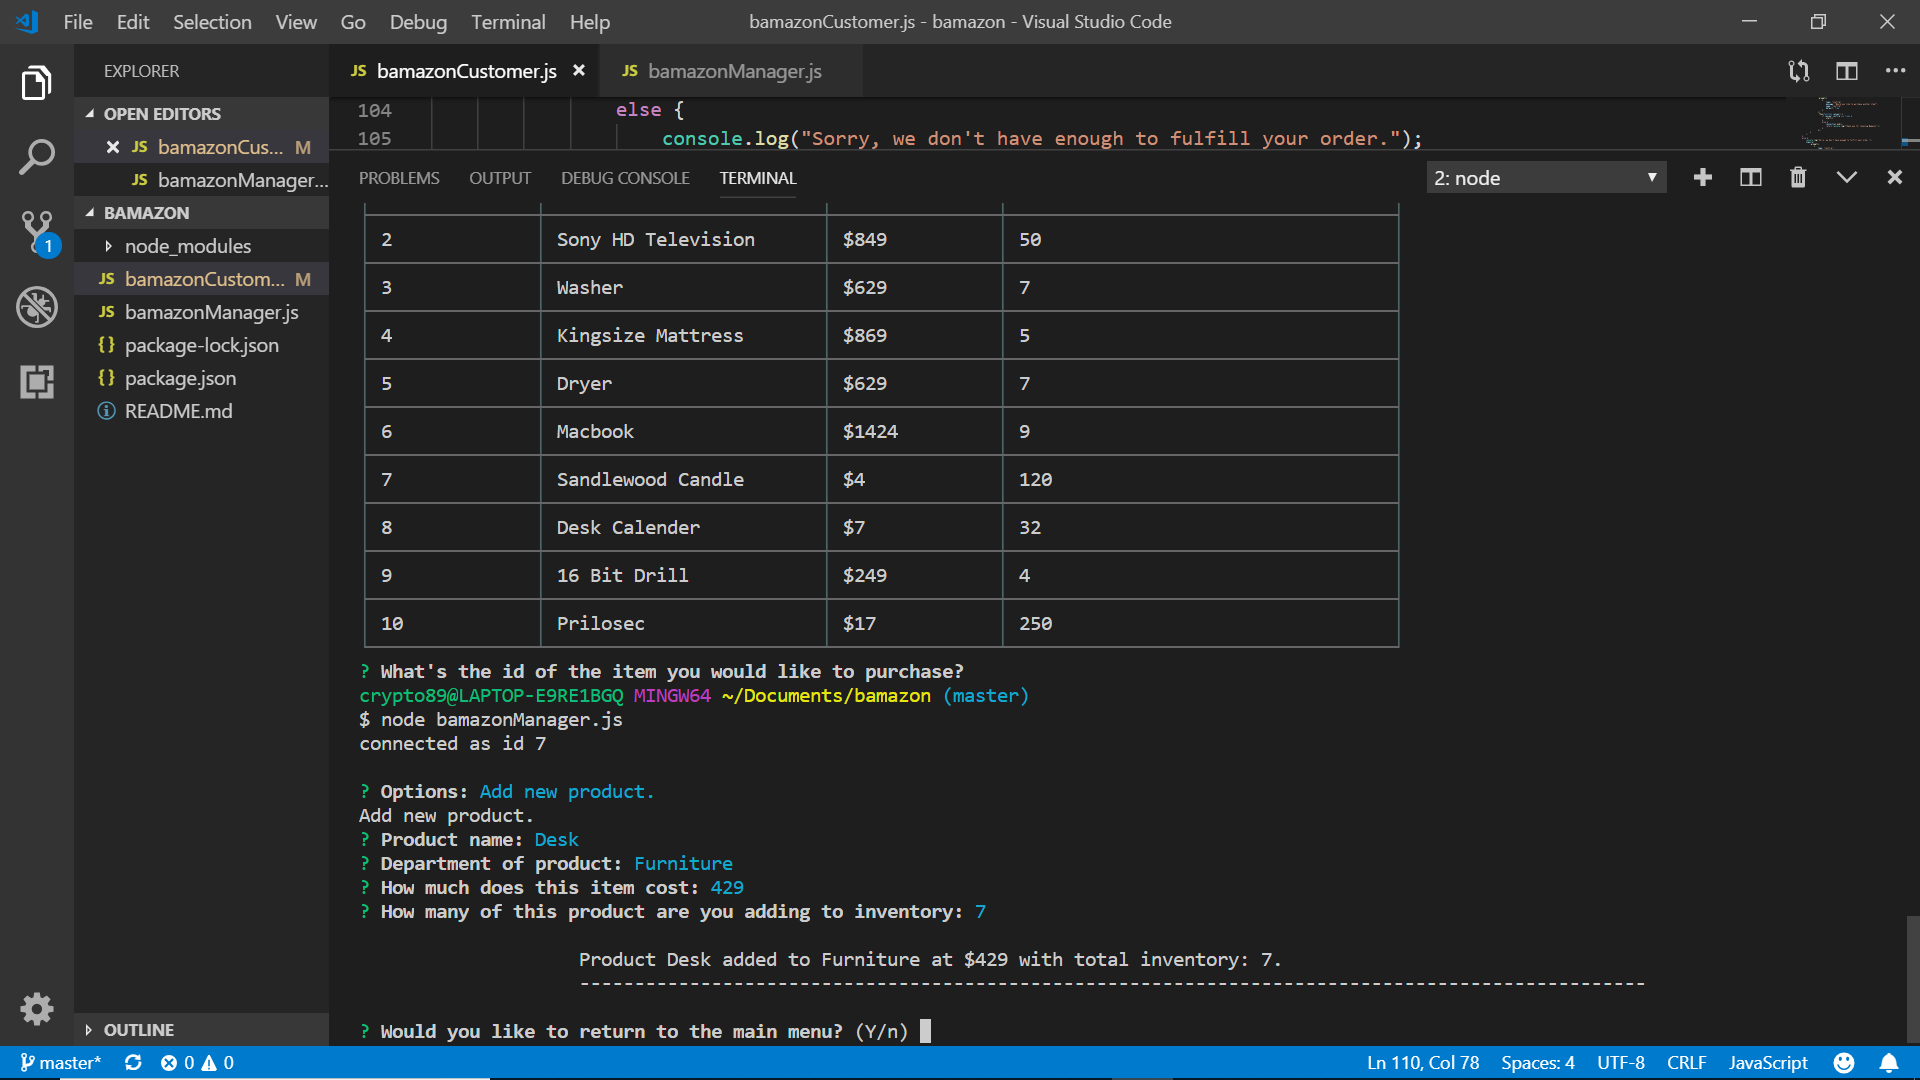 File Edit Selection View Go Debug Terminal Help
bamazonCustomer.js - bamazon - Visual Studio Code
EXPLORER
OPEN EDITORS
JS bamazonCus... M
JS bamazonManager...
BAMAZON
node_modules
JS bamazonCustom... M
JS bamazonManager.js
{} package-lock.json
{} package.json
README.md
OUTLINE
1
JS bamazonCustomer.js
JS bamazonManager.js
104 else {
105 console.log("Sorry, we don't have enough to fulfill your order.");
PROBLEMS OUTPUT DEBUG CONSOLE TERMINAL
2: node
2 Sony HD Television $849 50
3 Washer $629 7
4 Kingsize Mattress $869 5
5 Dryer $629 7
6 Macbook $1424 9
7 Sandlewood Candle $4 120
8 Desk Calender $7 32
9 16 Bit Drill $249 4
10 Prilosec $17 250
? What's the id of the item you would like to purchase?
crypto89@LAPTOP-E9RE1BGQ MINGW64 ~/Documents/bamazon (master)
$ node bamazonManager.js
connected as id 7
? Options: Add new product.
Add new product.
? Product name: Desk
? Department of product: Furniture
? How much does this item cost: 429
? How many of this product are you adding to inventory: 7
Product Desk added to Furniture at $429 with total inventory: 7.
-------------------------------------------------------------------------------------------------
? Would you like to return to the main menu? (Y/n)
master* 0 0
Ln 110, Col 78 Spaces: 4 UTF-8 CRLF JavaScript